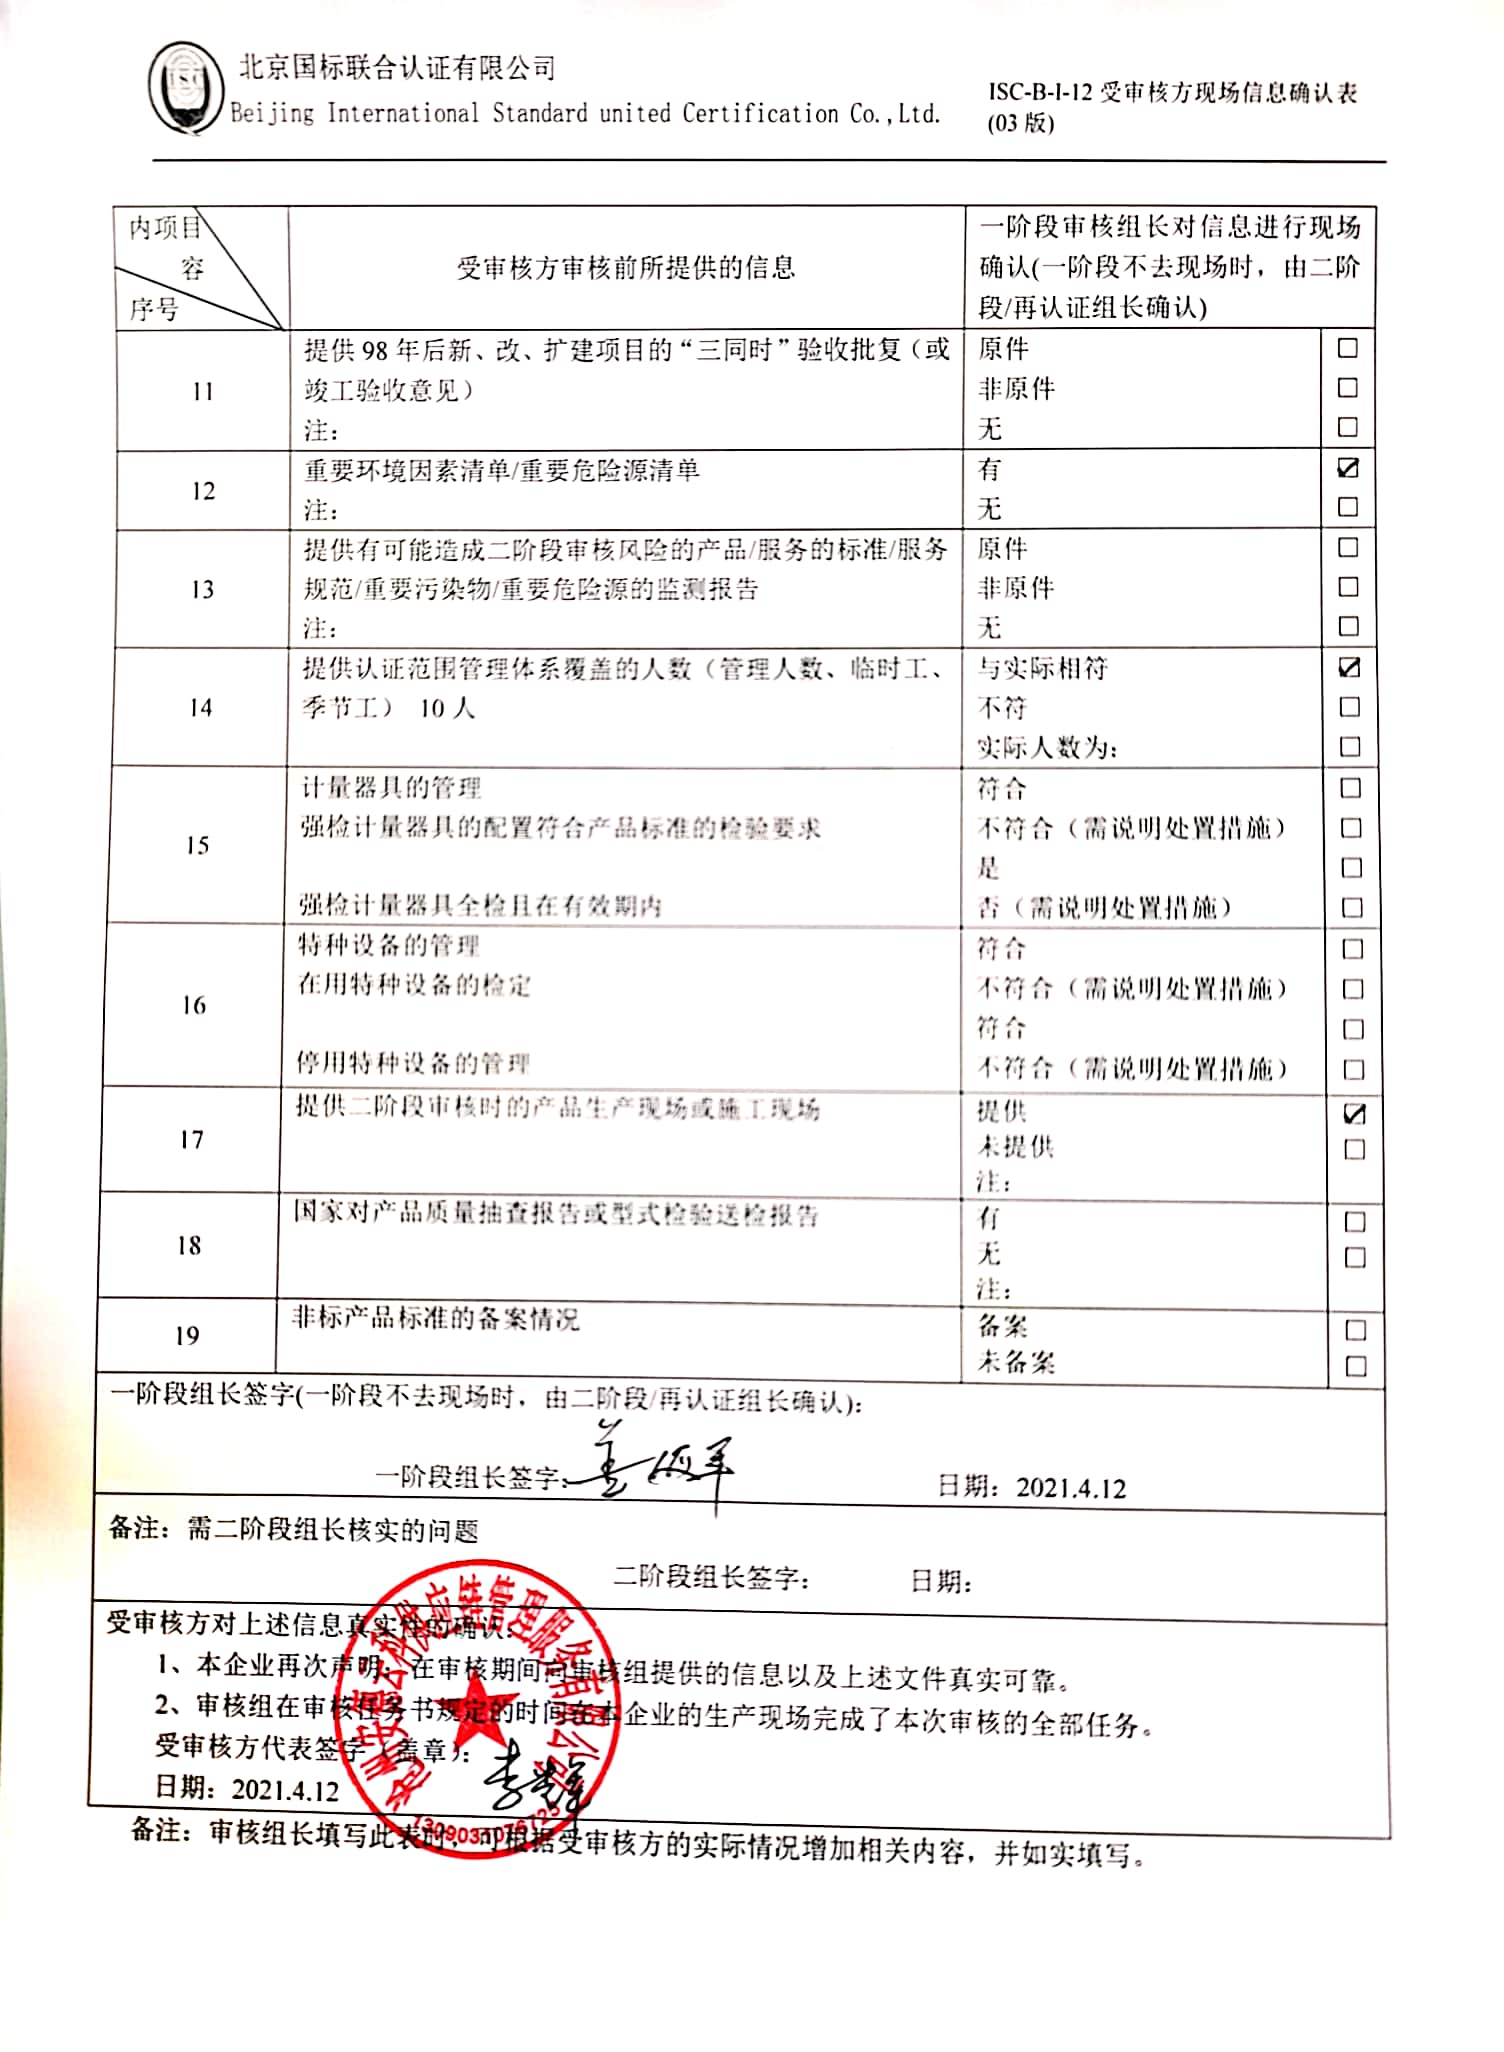 ISC
北京国标联合认证有限公司
Beijing International Standard united Certification Co.,Ltd.
ISC-B-I-12 受审核方现场信息确认表
(03 版)
内项目
容
序号
受审核方审核前所提供的信息
一阶段审核组长对信息进行现场
确认(一阶段不去现场时，由二阶
段/再认证组长确认)
11
提供 98 年后新、改、扩建项目的“三同时”验收批复（或
竣工验收意见）
注：
原件 □
非原件 □
无 □
12
重要环境因素清单/重要危险源清单
注：
有 ☑
无 □
13
提供有可能造成二阶段审核风险的产品/服务的标准/服务
规范/重要污染物/重要危险源的监测报告
注：
原件 □
非原件 □
无 □
14
提供认证范围管理体系覆盖的人数（管理人数、临时工、
季节工） 10 人
与实际相符 ☑
不符 □
实际人数为: □
15
计量器具的管理
强检计量器具的配置符合产品标准的检验要求
强检计量器具全检且在有效期内
符合 □
不符合（需说明处置措施） □
是 □
否（需说明处置措施） □
16
特种设备的管理
在用特种设备的检定
停用特种设备的管理
符合 □
不符合（需说明处置措施） □
符合 □
不符合（需说明处置措施） □
17
提供二阶段审核时的产品生产现场或施工现场
提供 ☑
未提供 □
注：
18
国家对产品质量抽查报告或型式检验送检报告
有 □
无 □
注：
19
非标产品标准的备案情况
备案 □
未备案 □
一阶段组长签字(一阶段不去现场时，由二阶段/再认证组长确认)：
一阶段组长签字：
日期：2021.4.12
备注：需二阶段组长核实的问题
二阶段组长签字： 日期：
受审核方对上述信息真实性的确认：
1、本企业再次声明：在审核期间向审核组提供的信息以及上述文件真实可靠。
2、审核组在审核任务书规定的时间在本企业的生产现场完成了本次审核的全部任务。
受审核方代表签字（盖章）：
日期：2021.4.12
备注：审核组长填写此表时，可根据受审核方的实际情况增加相关内容，并如实填写。